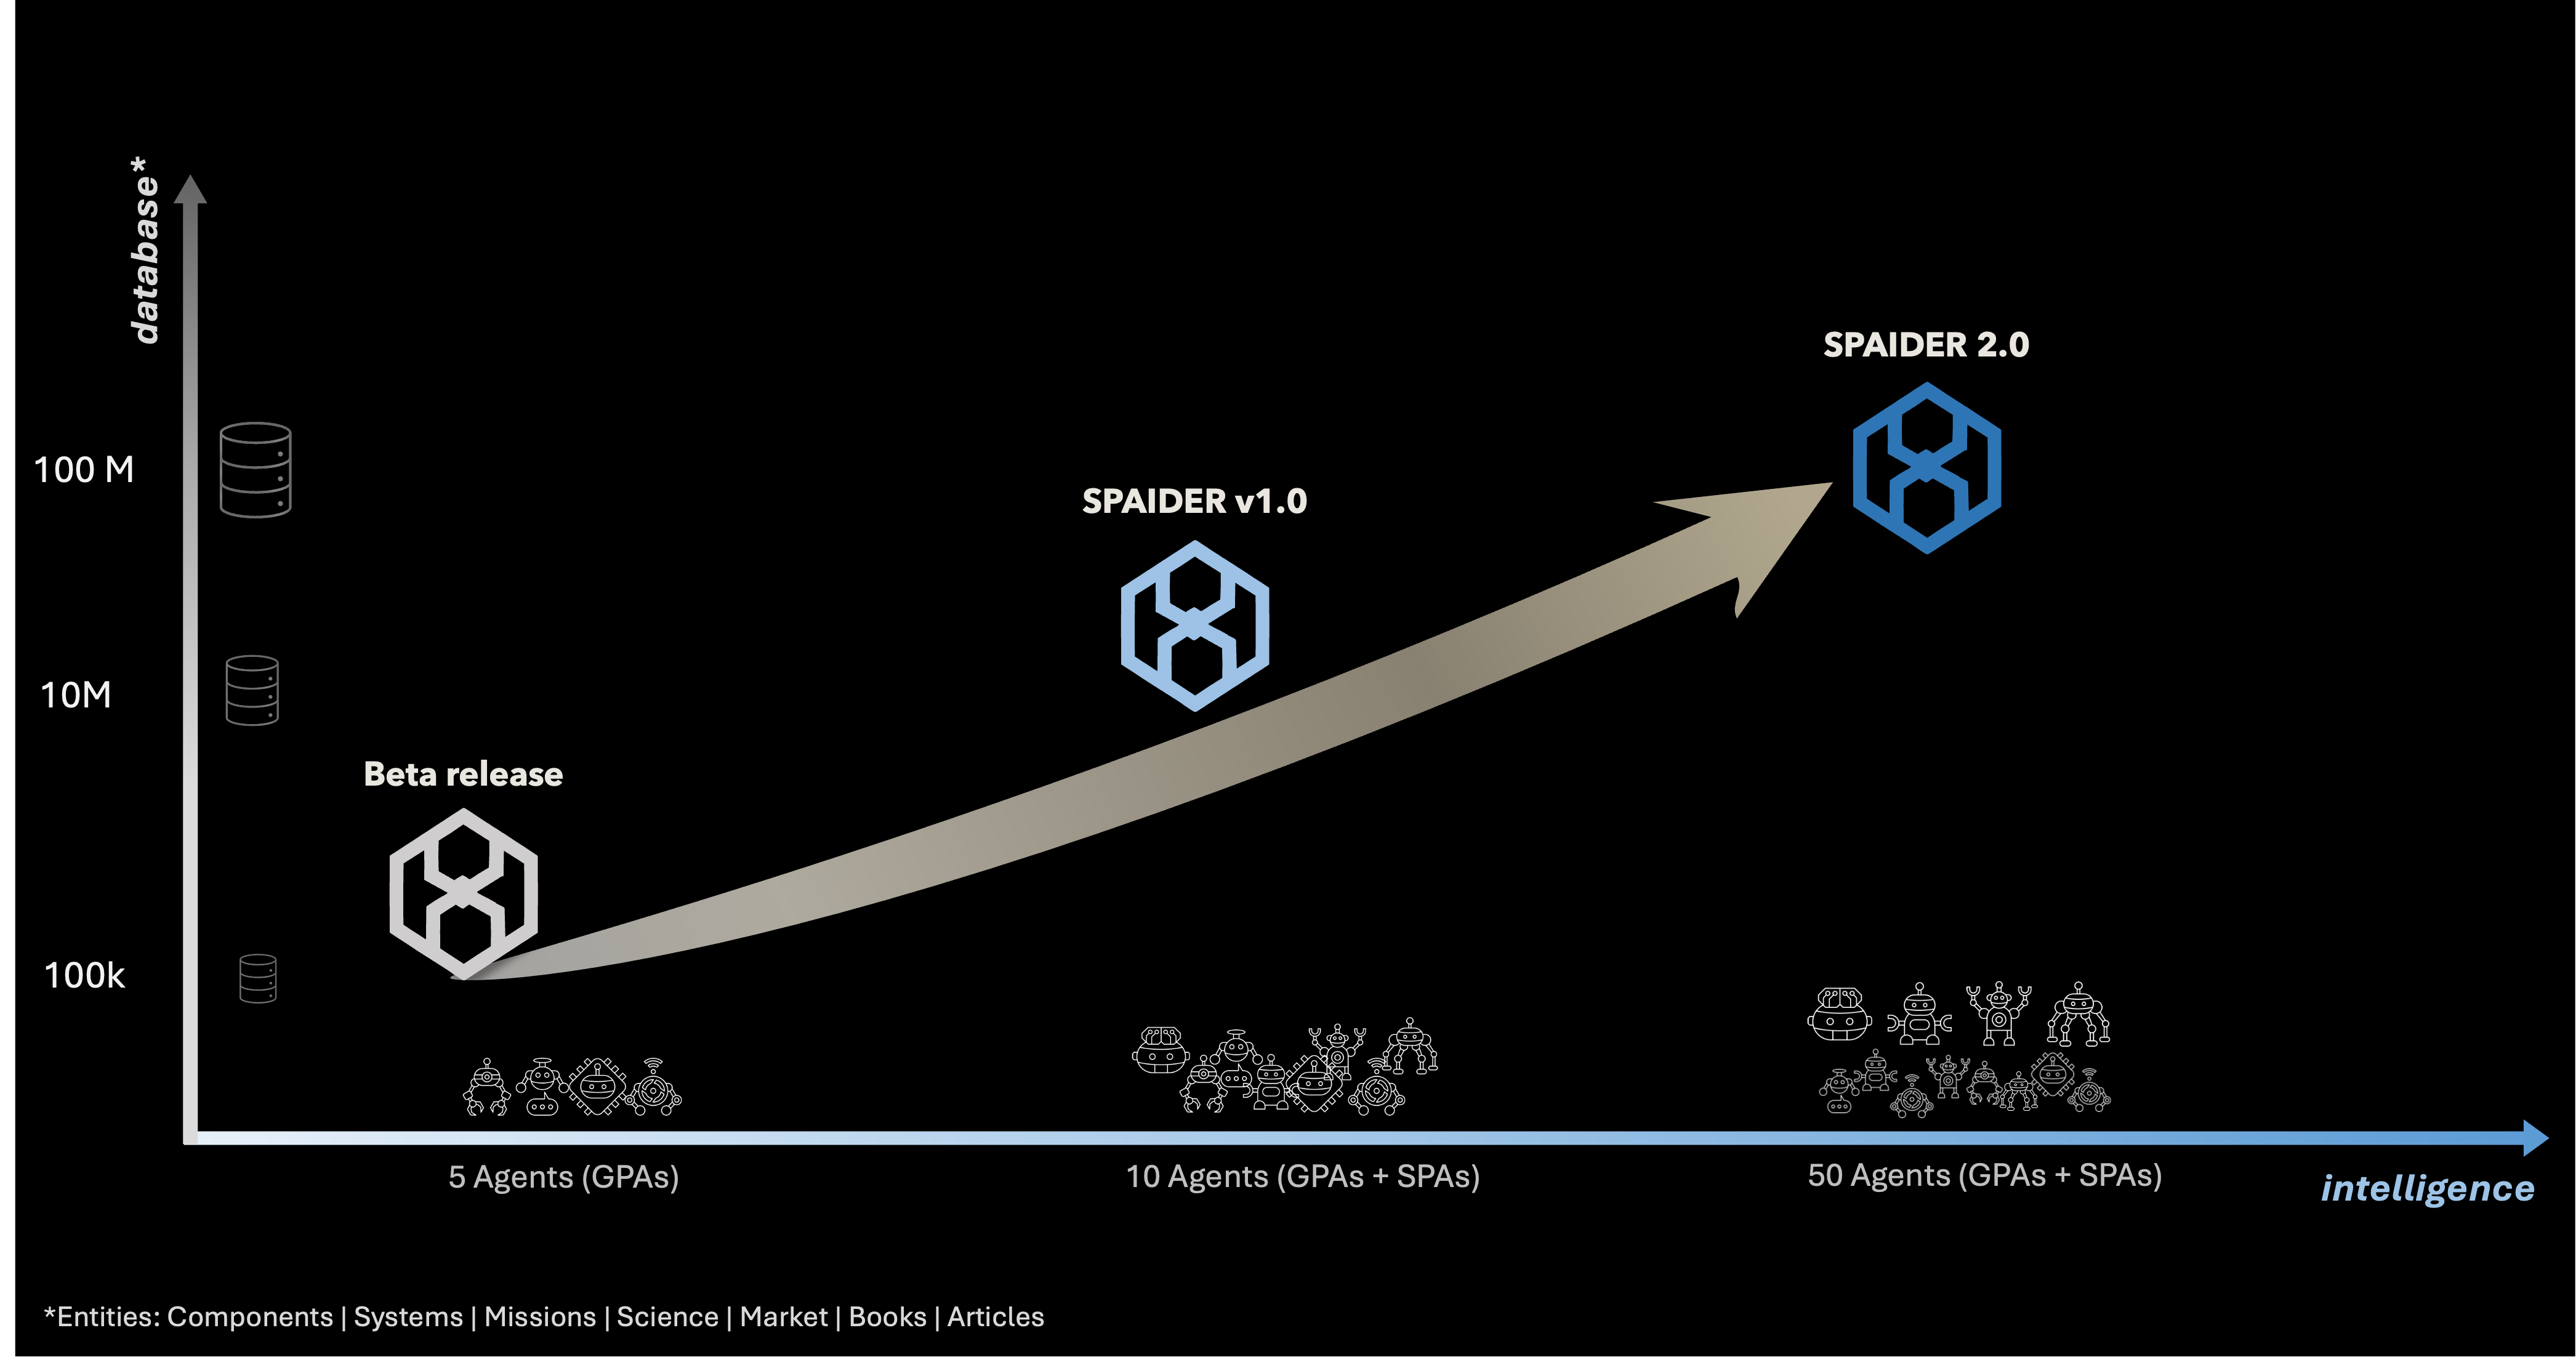 database*
SPAIDER 2.0
100 M
SPAIDER v1.0
10M
Beta release
100k
5 Agents (GPAs)
10 Agents (GPAs + SPAs)
50 Agents (GPAs + SPAs)
intelligence
*Entities: Components | Systems | Missions | Science | Market | Books | Articles